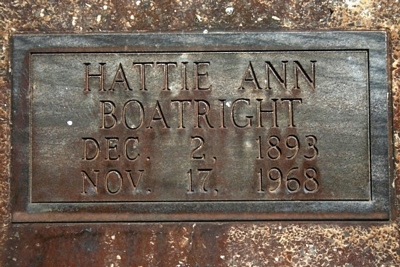 HATTIE ANN
BOATRIGHT
DEC. 2, 1893
NOV. 17, 1968